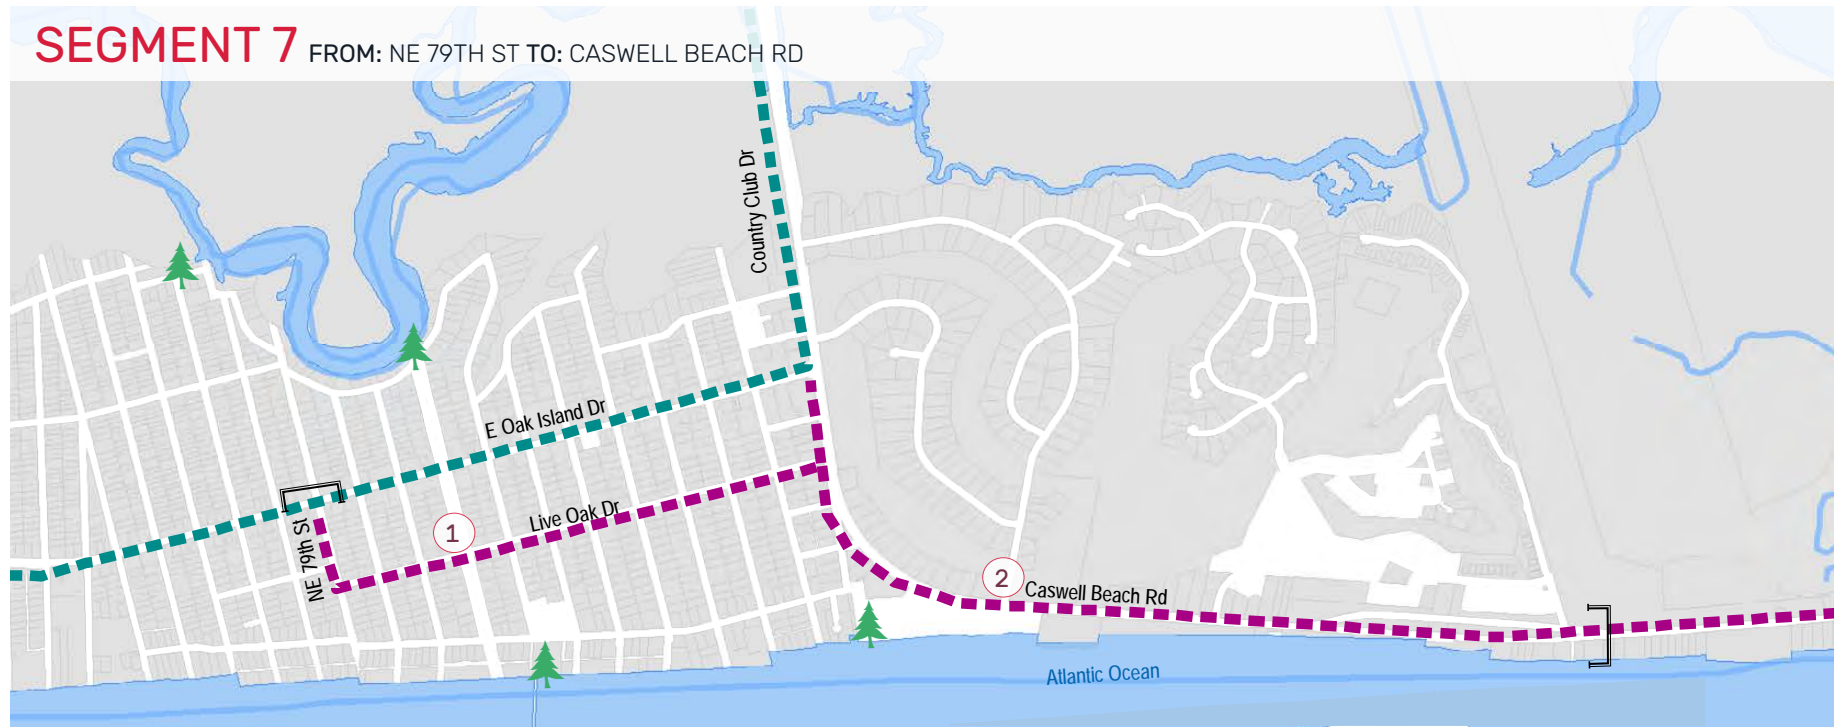 SEGMENT 7 FROM: NE 79TH ST TO: CASWELL BEACH RD
Country Club Dr
E Oak Island Dr
NE 79th St
1
Live Oak Dr
2
Caswell Beach Rd
Atlantic Ocean